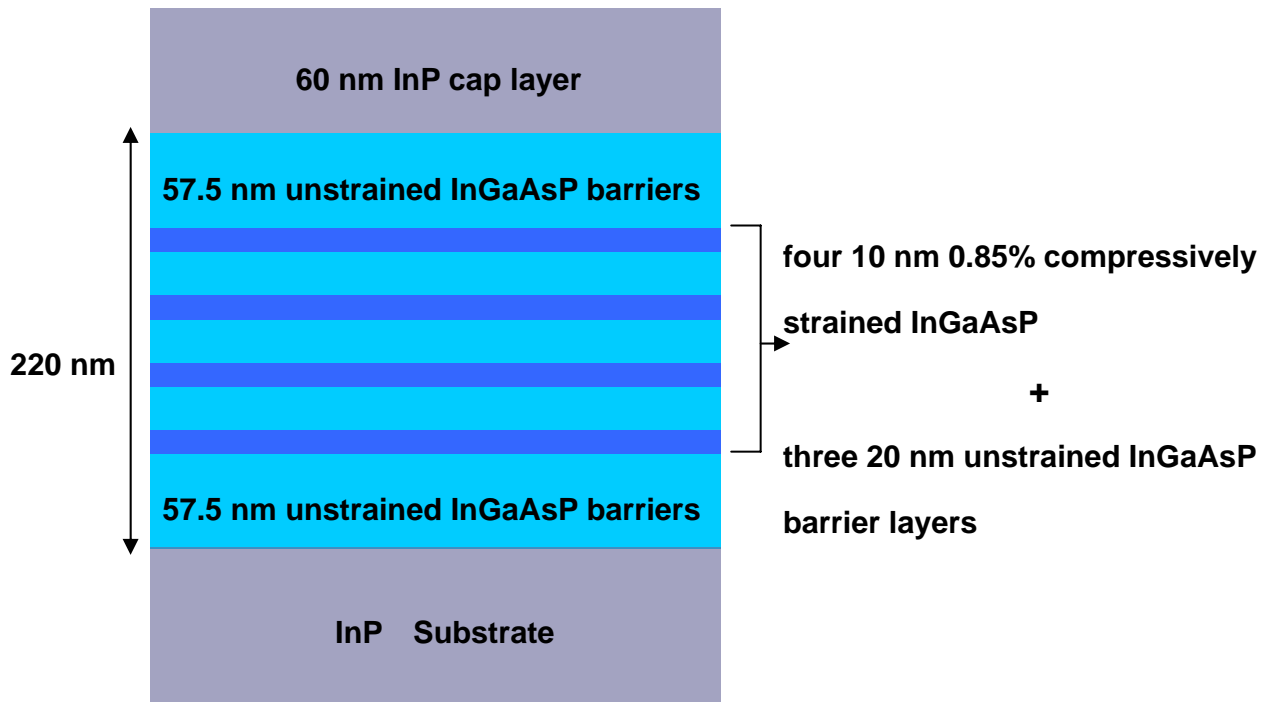 60 nm InP cap layer
57.5 nm unstrained InGaAsP barriers
four 10 nm 0.85% compressively
strained InGaAsP
220 nm
+
three 20 nm unstrained InGaAsP
barrier layers
57.5 nm unstrained InGaAsP barriers
InP Substrate